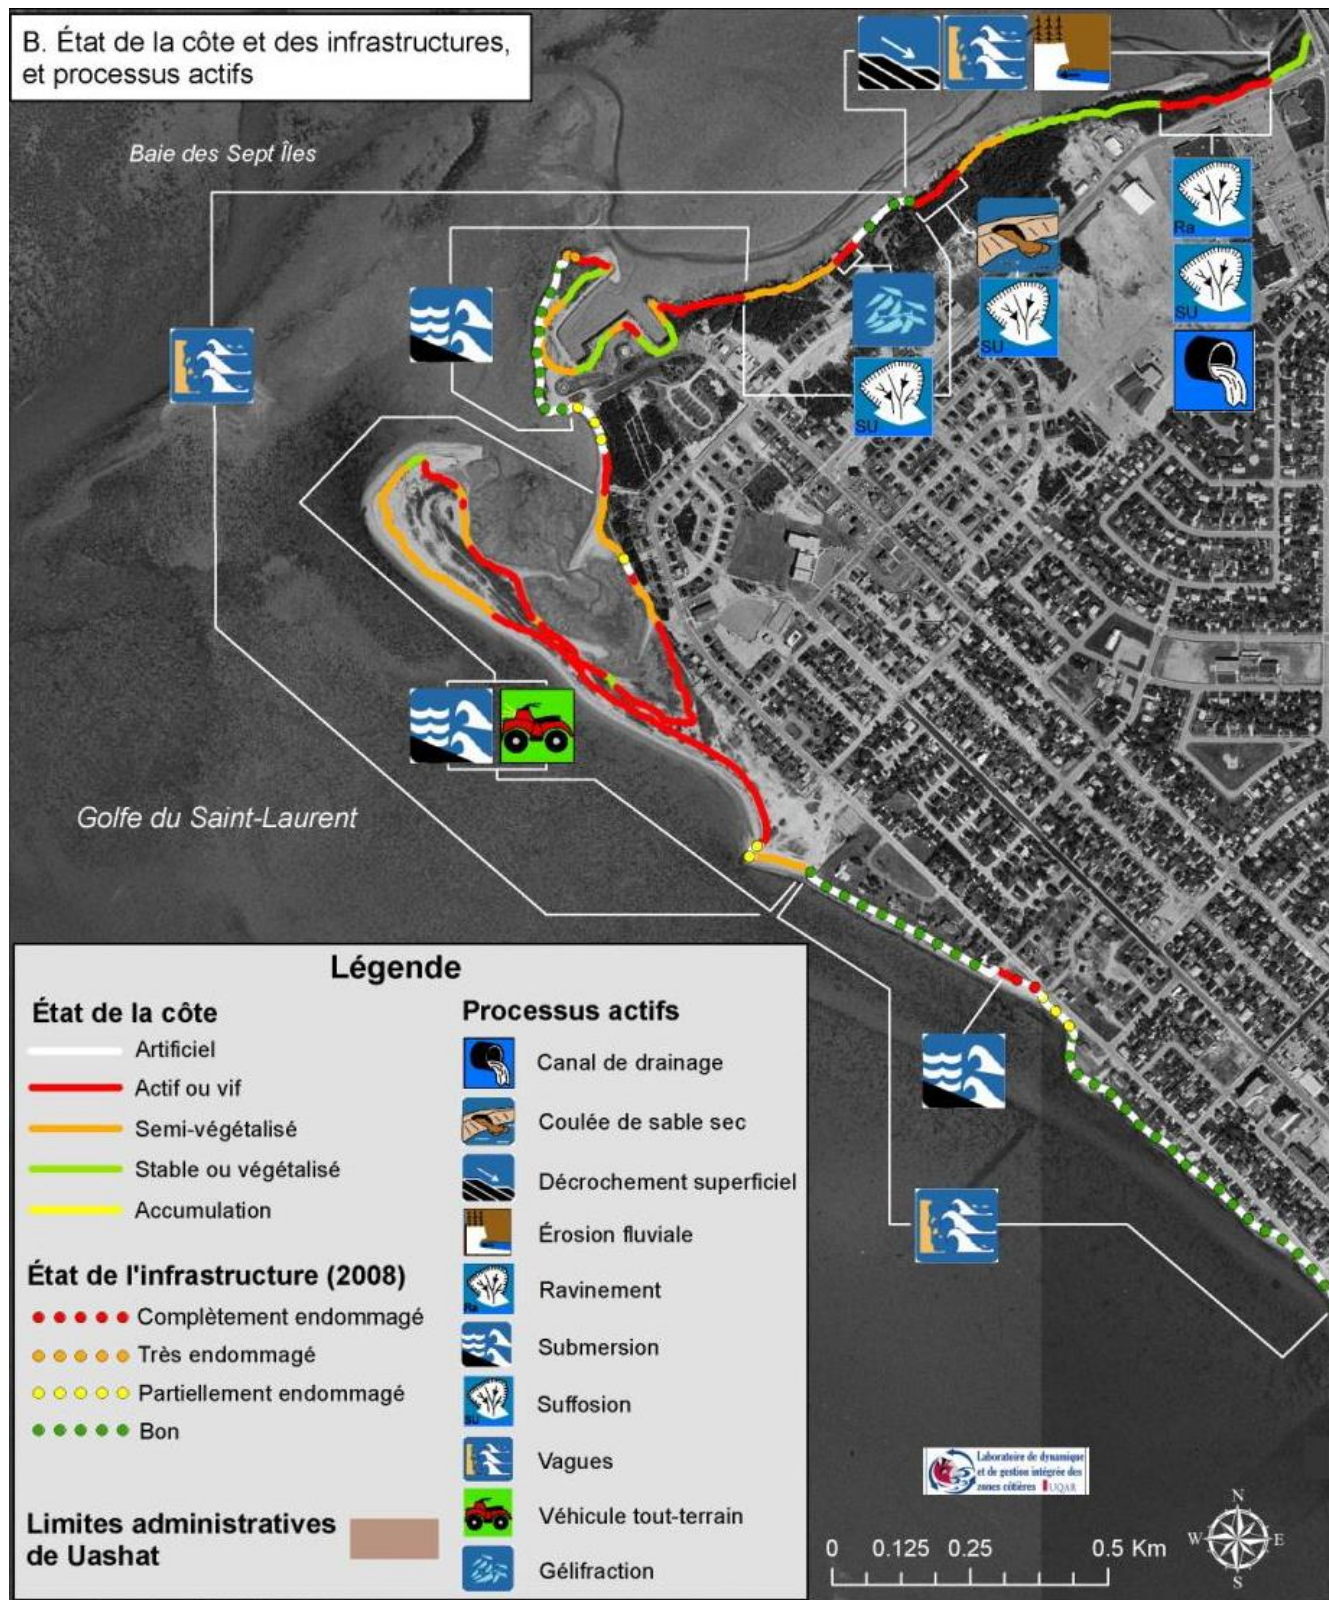 B. État de la côte et des infrastructures,
et processus actifs
Baie des Sept Îles
Ra
SU
SU
SU
Golfe du Saint-Laurent
Légende
État de la côte
Artificiel
Actif ou vif
Semi-végétalisé
Stable ou végétalisé
Accumulation
État de l'infrastructure (2008)
Complètement endommagé
Très endommagé
Partiellement endommagé
Bon
Limites administratives
de Uashat
Processus actifs
Canal de drainage
Coulée de sable sec
Décrochement superficiel
Érosion fluviale
Ra
Ravinement
Submersion
SU
Suffosion
Vagues
Véhicule tout-terrain
Gélifraction
Laboratoire de dynamique
et de gestion intégrée des
zones côtières UQAR
0 0.125 0.25 0.5 Km
N
W E
S